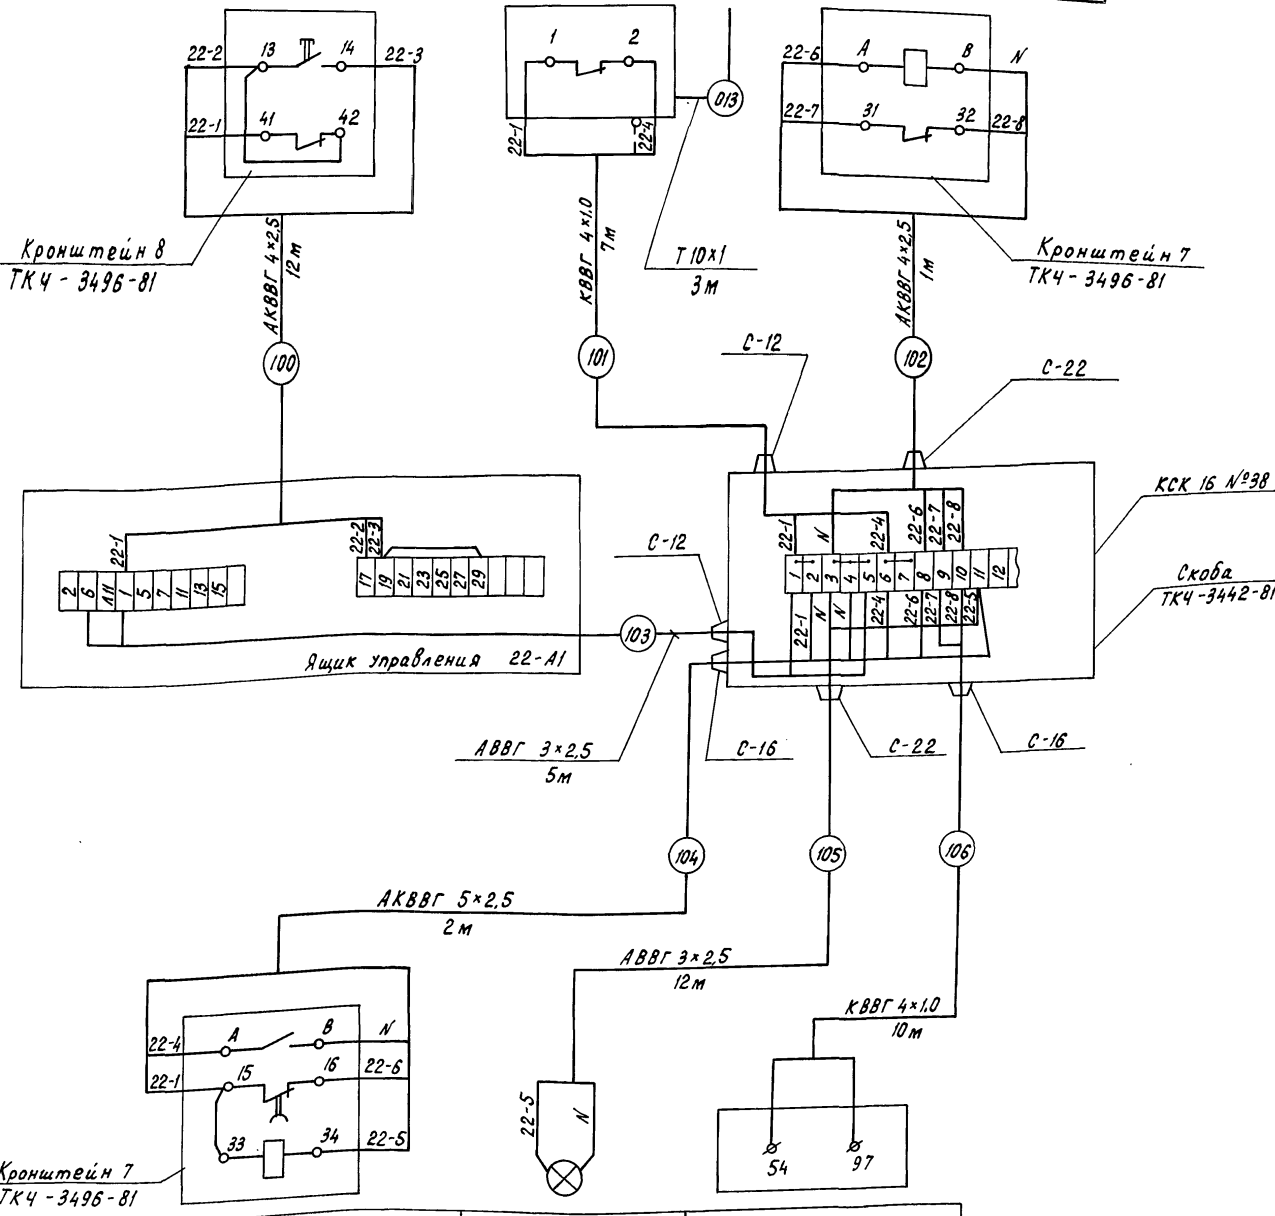 22-2
13
14
22-3
22-1
41
42
Кронштейн 8
ТКЧ - 3496-81
АКВВГ 4×2,5
12м
100
1
2
22-1
22-4
013
КВВГ 4×1.0
7м
Т10×1
3м
101
22-6
А
В
N
22-7
31
32
22-8
Кронштейн 7
ТКЧ - 3496-81
АКВВГ 4×2,5
1м
102
С-12
С-22
КСК 16 №38
Скоба
ТКЧ-3442-81
22-1
22-2
22-3
2
6
Л11
1
5
7
11
13
15
17
19
21
23
25
27
29
Ящик управления 22-А1
103
С-12
22-1
N
22-4
22-6
22-7
22-8
1
2
3
4
5
6
7
8
9
10
11
12
22-1
N
N
22-4
22-6
22-7
22-8
22-5
АВВГ 3×2,5
5м
С-16
С-22
С-16
104
105
106
АКВВГ 5×2,5
2м
АВВГ 3×2,5
12м
КВВГ 4×1.0
10м
22-4
А
В
N
22-1
15
16
22-6
33
34
22-5
Кронштейн 7
ТКЧ - 3496-81
22-5
N
54
97